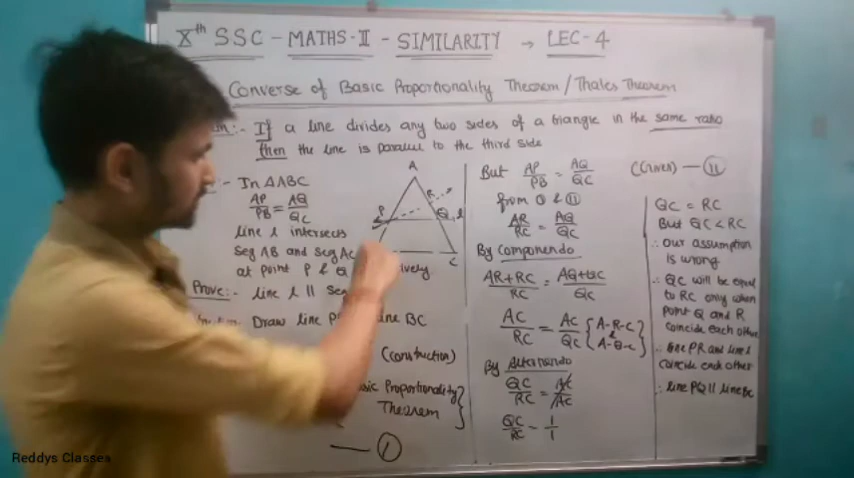 Xth SSC - MATHS-II - SIMILARITY → LEC-4
Converse of Basic Proportionality Theorem / Thales Theorem
:- If a line divides any two sides of a triangle in the same ratio
then the line is parallel to the third side
:- In ΔABC
AP/PB = AQ/QC
line l intersects
Seg AB and Seg AC
at point P & Q
Prove:- line l || Seg
Draw line
line BC
(construction)
Basic Proportionality
Theorem
①
A
R
P
Q
l
C
But AP/PB = AQ/QC (Given) — ⑪
from ① & ⑪
AR/RC = AQ/QC
By Componendo
AR+RC/RC = AQ+QC/QC
AC/RC = AC/QC {A-R-C & A-Q-C}
By Alternando
QC/RC = AC/AC
QC/RC = 1/1
QC = RC
But QC < RC
∴ Our assumption
is wrong
∴ QC will be equal
to RC only when
point Q and R
coincide each other
∴ line PR and line l
coincide each other
∴ line PQ || line BC
Reddys Classes